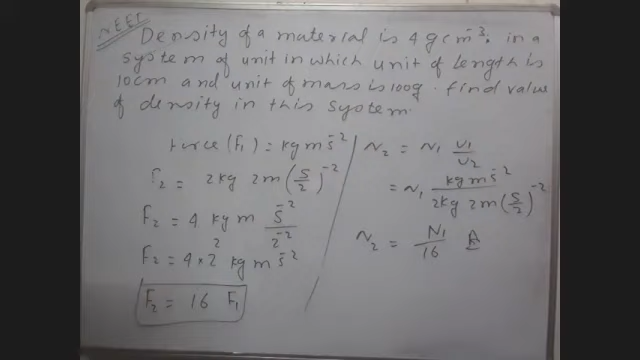 NEET
Density of a material is 4 g cm⁻³. in a
system of unit in which unit of length is
10cm and unit of mass is 100g. find value
of density in this system.
Force (F₁) = kg m s⁻²
F₂ = 2kg 2m (s/2)⁻²
F₂ = 4 kg m s⁻²/2⁻²
F₂ = 4 × 2² kg m s⁻²
F₂ = 16 F₁
N₂ = N₁ U₁/U₂
= N₁ kg m s⁻²/2kg 2m (s/2)⁻²
N₂ = N₁/16